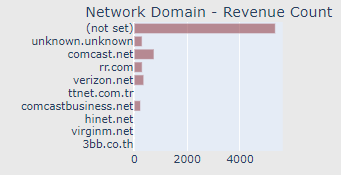 Network Domain - Revenue Count
(not set)
unknown.unknown
comcast.net
rr.com
verizon.net
ttnet.com.tr
comcastbusiness.net
hinet.net
virginm.net
3bb.co.th
0 2000 4000